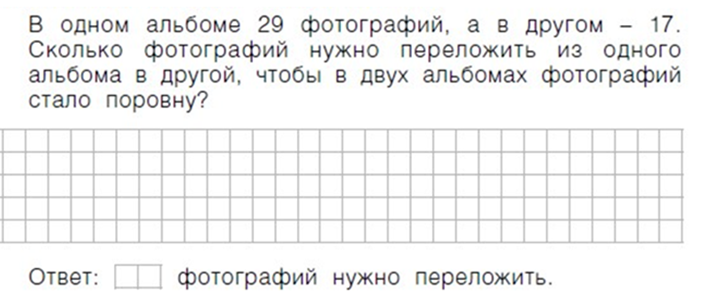 В одном альбоме 29 фотографий, а в другом – 17.
Сколько фотографий нужно переложить из одного
альбома в другой, чтобы в двух альбомах фотографий
стало поровну?
Ответ: фотографий нужно переложить.